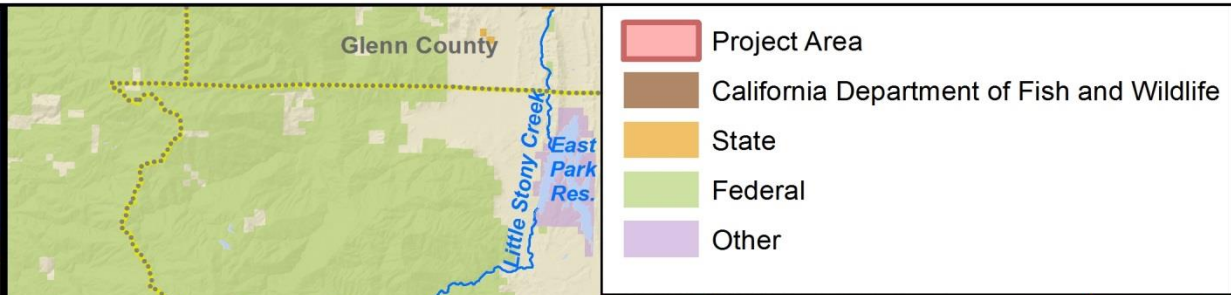 Glenn County
Little Stony Creek
East
Park
Res.
Project Area
California Department of Fish and Wildlife
State
Federal
Other